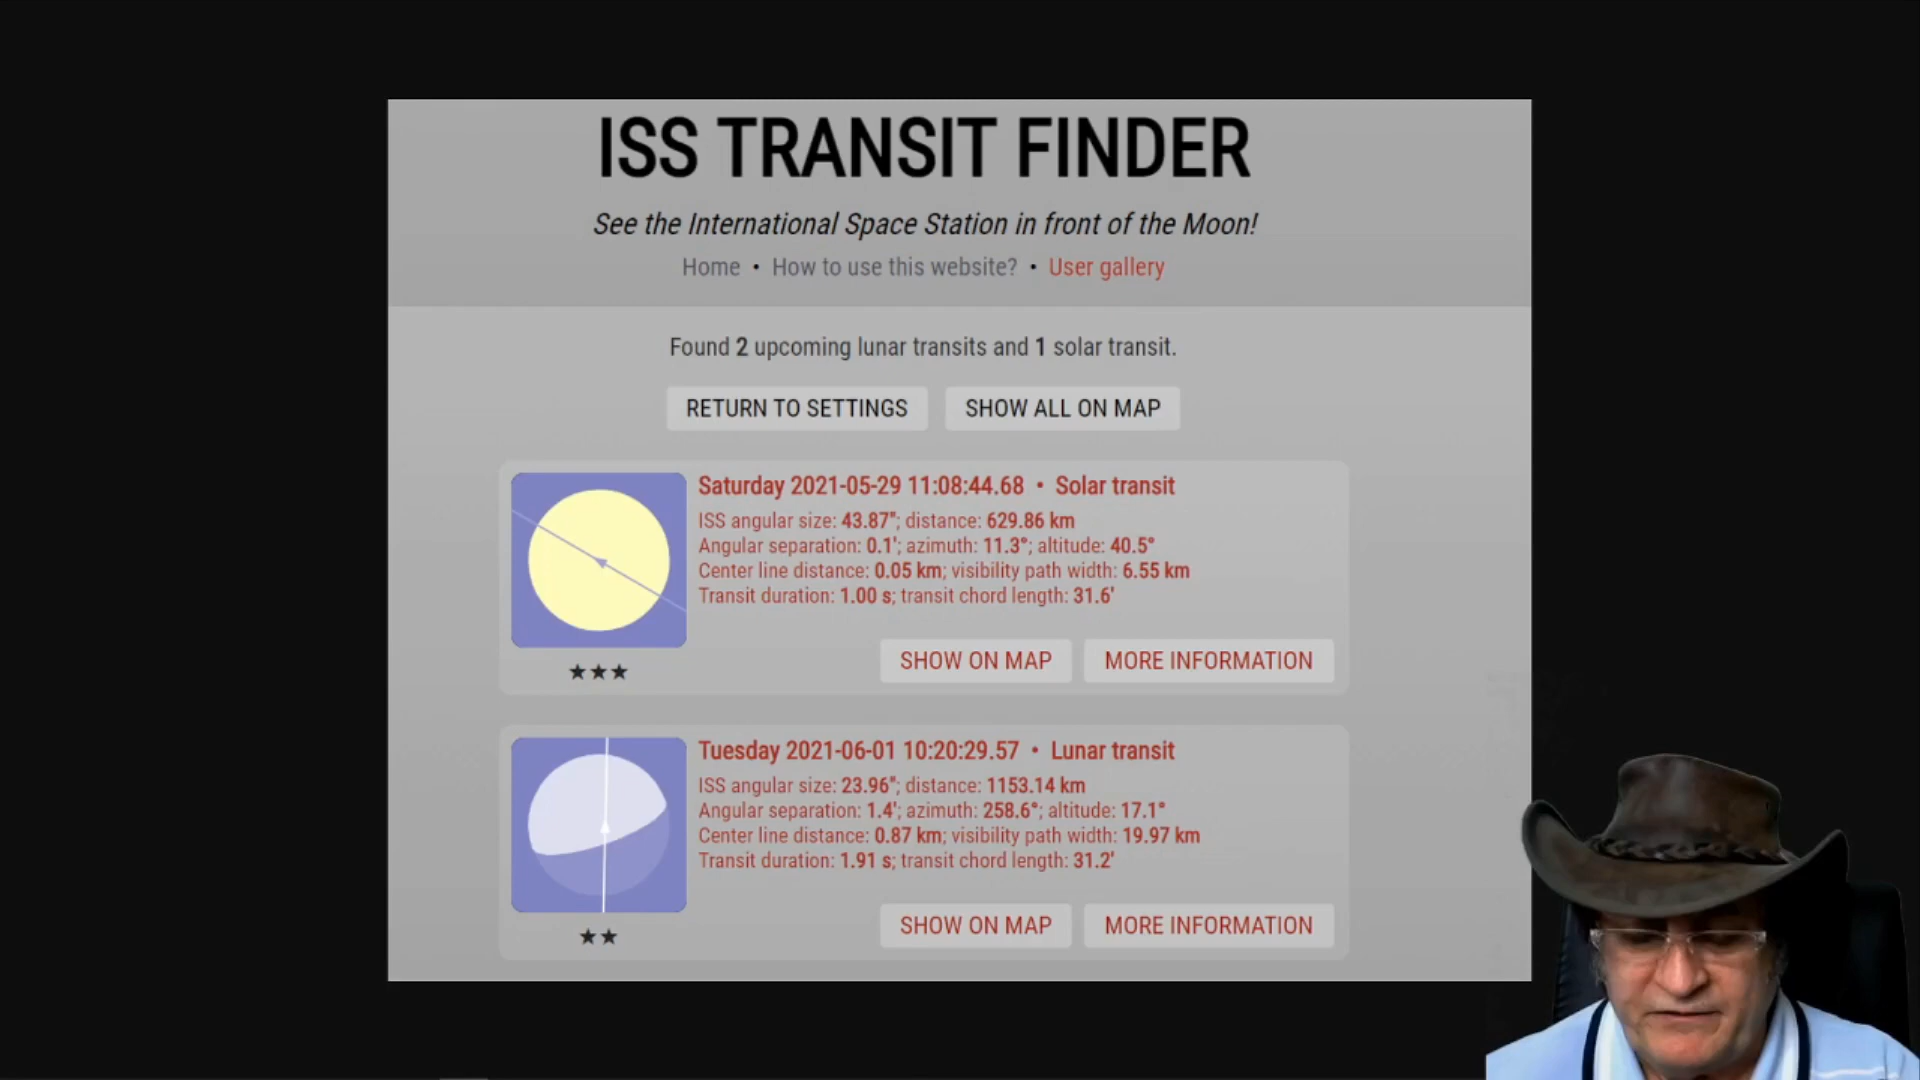 ISS TRANSIT FINDER
See the International Space Station in front of the Moon!
Home • How to use this website? • User gallery
Found 2 upcoming lunar transits and 1 solar transit.
RETURN TO SETTINGS SHOW ALL ON MAP
Saturday 2021-05-29 11:08:44.68 • Solar transit
ISS angular size: 43.87"; distance: 629.86 km
Angular separation: 0.1'; azimuth: 11.3°; altitude: 40.5°
Center line distance: 0.05 km; visibility path width: 6.55 km
Transit duration: 1.00 s; transit chord length: 31.6'
SHOW ON MAP MORE INFORMATION
★★★
Tuesday 2021-06-01 10:20:29.57 • Lunar transit
ISS angular size: 23.96"; distance: 1153.14 km
Angular separation: 1.4'; azimuth: 258.6°; altitude: 17.1°
Center line distance: 0.87 km; visibility path width: 19.97 km
Transit duration: 1.91 s; transit chord length: 31.2'
SHOW ON MAP MORE INFORMATION
★★